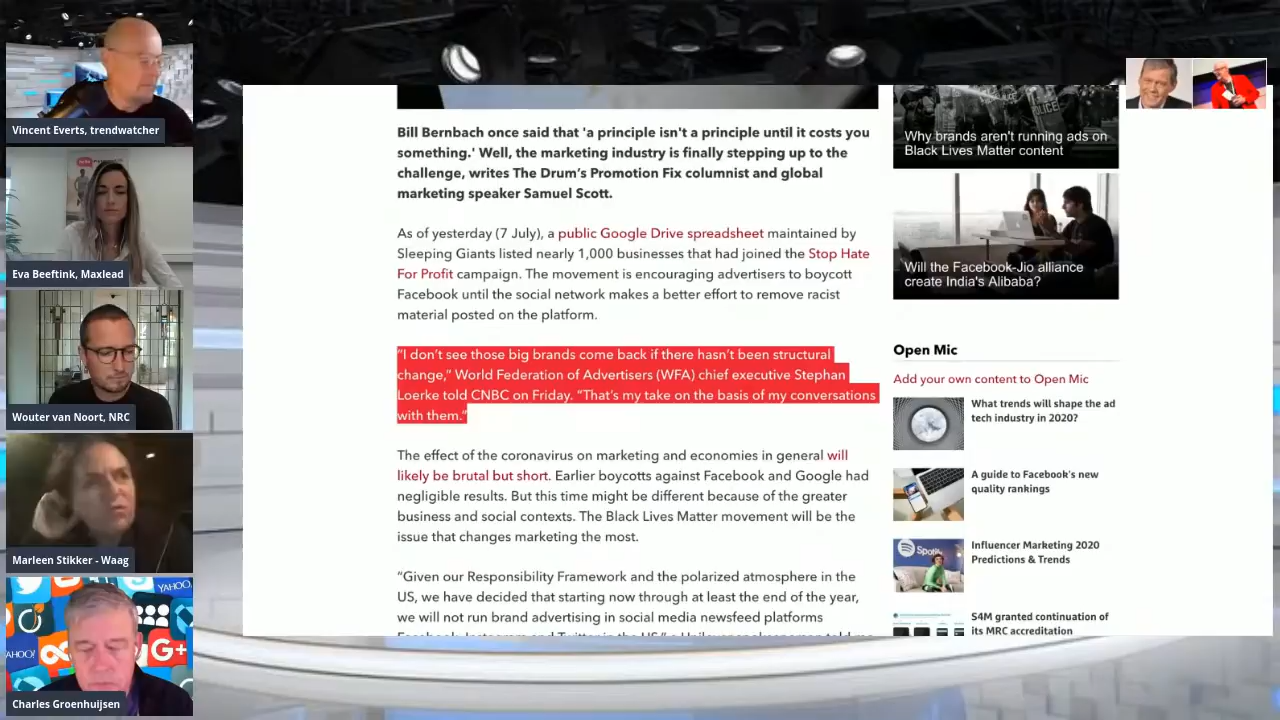 Vincent Everts, trendwatcher
Eva Beeftink, Maxlead
Wouter van Noort, NRC
Marleen Stikker - Waag
YAHOO!
YAHOO!
G+
Charles Groenhuijsen
Bill Bernbach once said that 'a principle isn't a principle until it costs you
something.' Well, the marketing industry is finally stepping up to the
challenge, writes The Drum’s Promotion Fix columnist and global
marketing speaker Samuel Scott.
As of yesterday (7 July), a public Google Drive spreadsheet maintained by
Sleeping Giants listed nearly 1,000 businesses that had joined the Stop Hate
For Profit campaign. The movement is encouraging advertisers to boycott
Facebook until the social network makes a better effort to remove racist
material posted on the platform.
“I don’t see those big brands come back if there hasn’t been structural
change,” World Federation of Advertisers (WFA) chief executive Stephan
Loerke told CNBC on Friday. “That’s my take on the basis of my conversations
with them.”
The effect of the coronavirus on marketing and economies in general will
likely be brutal but short. Earlier boycotts against Facebook and Google had
negligible results. But this time might be different because of the greater
business and social contexts. The Black Lives Matter movement will be the
issue that changes marketing the most.
“Given our Responsibility Framework and the polarized atmosphere in the
US, we have decided that starting now through at least the end of the year,
we will not run brand advertising in social media newsfeed platforms
POLICE
Why brands aren't running ads on
Black Lives Matter content
Will the Facebook-Jio alliance
create India's Alibaba?
Open Mic
Add your own content to Open Mic
What trends will shape the ad
tech industry in 2020?
A guide to Facebook's new
quality rankings
Spotify
Influencer Marketing 2020
Predictions & Trends
S4M granted continuation of
its MRC accreditation